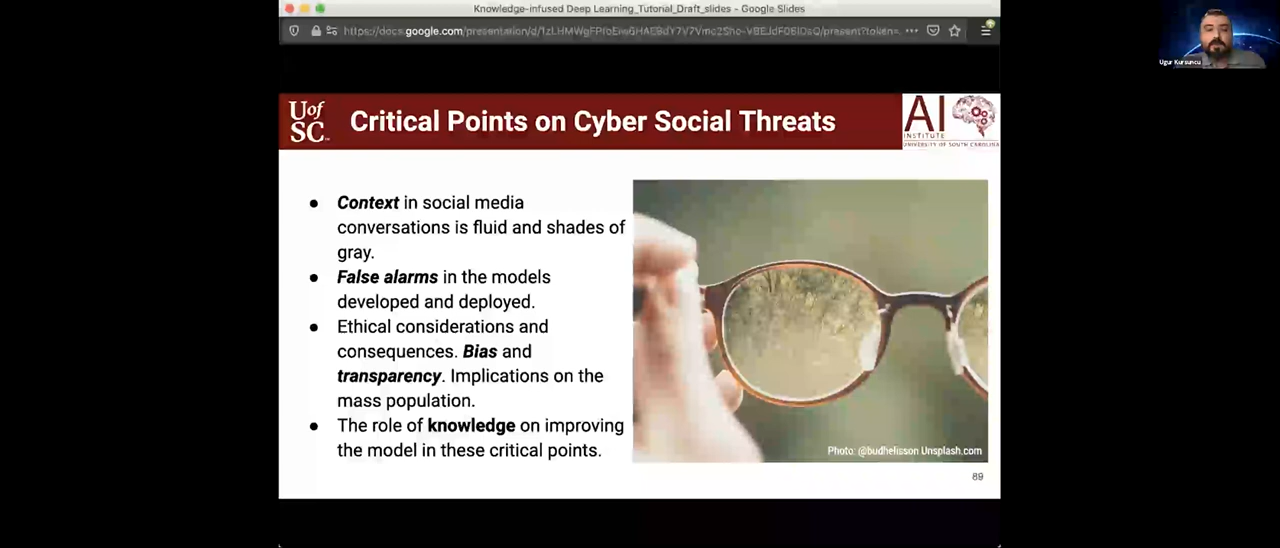 Knowledge-infused Deep Learning_Tutorial_Draft_slides - Google Slides
Ugur Kursuncu
UofSC
Critical Points on Cyber Social Threats
AI
INSTITUTE
UNIVERSITY OF SOUTH CAROLINA
● Context in social media
conversations is fluid and shades of
gray.
● False alarms in the models
developed and deployed.
● Ethical considerations and
consequences. Bias and
transparency. Implications on the
mass population.
● The role of knowledge on improving
the model in these critical points.
Photo: @budhelisson Unsplash.com
89